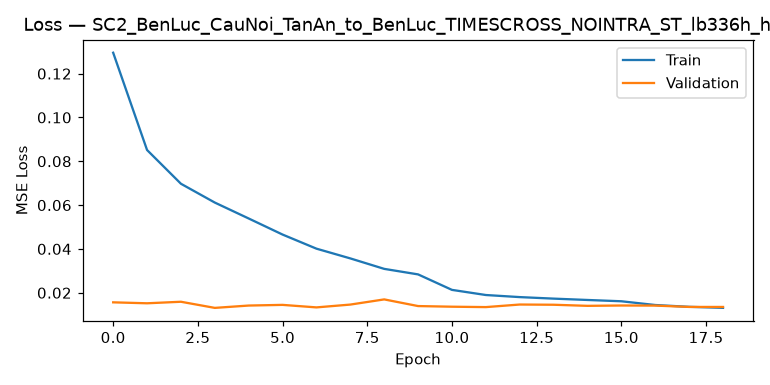 Loss — SC2_BenLuc_CauNoi_TanAn_to_BenLuc_TIMESCROSS_NOINTRA_ST_lb336h_h
Train
Validation
0.12
0.10
0.08
0.06
0.04
0.02
MSE Loss
0.0 2.5 5.0 7.5 10.0 12.5 15.0 17.5
Epoch